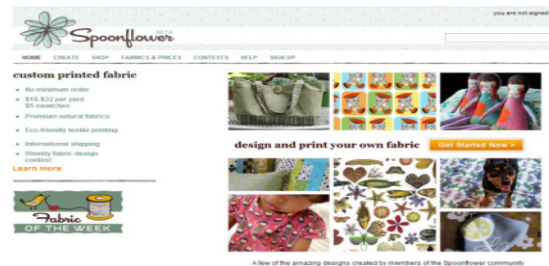 you are not signed
BETA
Spoonflower
HOME CREATE SHOP FABRICS & PRICES CONTESTS HELP SIGN UP
custom printed fabric
No minimum order
$18-$32 per yard
$5 swatches
Premium natural fabrics
Eco-friendly textile printing
International shipping
Weekly fabric design
contest
Learn more
design and print your own fabric
Get Started Now >
Fabric
OF THE WEEK
A few of the amazing designs created by members of the Spoonflower community